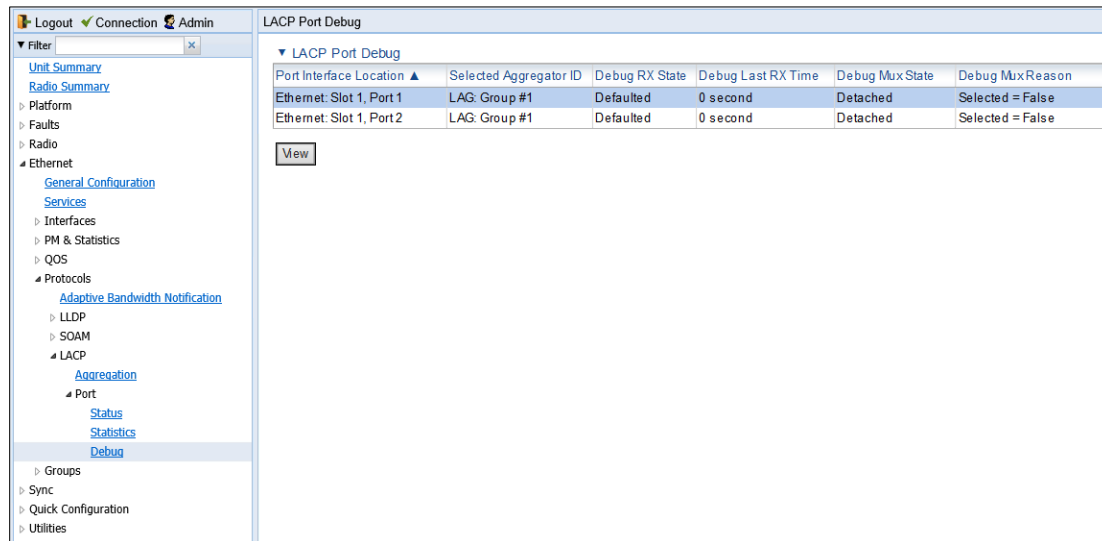 Logout Connection Admin
Filter
Unit Summary
Radio Summary
Platform
Faults
Radio
Ethernet
General Configuration
Services
Interfaces
PM & Statistics
QOS
Protocols
Adaptive Bandwidth Notification
LLDP
SOAM
LACP
Aggregation
Port
Status
Statistics
Debug
Groups
Sync
Quick Configuration
Utilities
LACP Port Debug
LACP Port Debug
Port Interface Location ▲ Selected Aggregator ID Debug RX State Debug Last RX Time Debug Mux State Debug Mux Reason
Ethernet: Slot 1, Port 1 LAG: Group #1 Defaulted 0 second Detached Selected = False
Ethernet: Slot 1, Port 2 LAG: Group #1 Defaulted 0 second Detached Selected = False
View